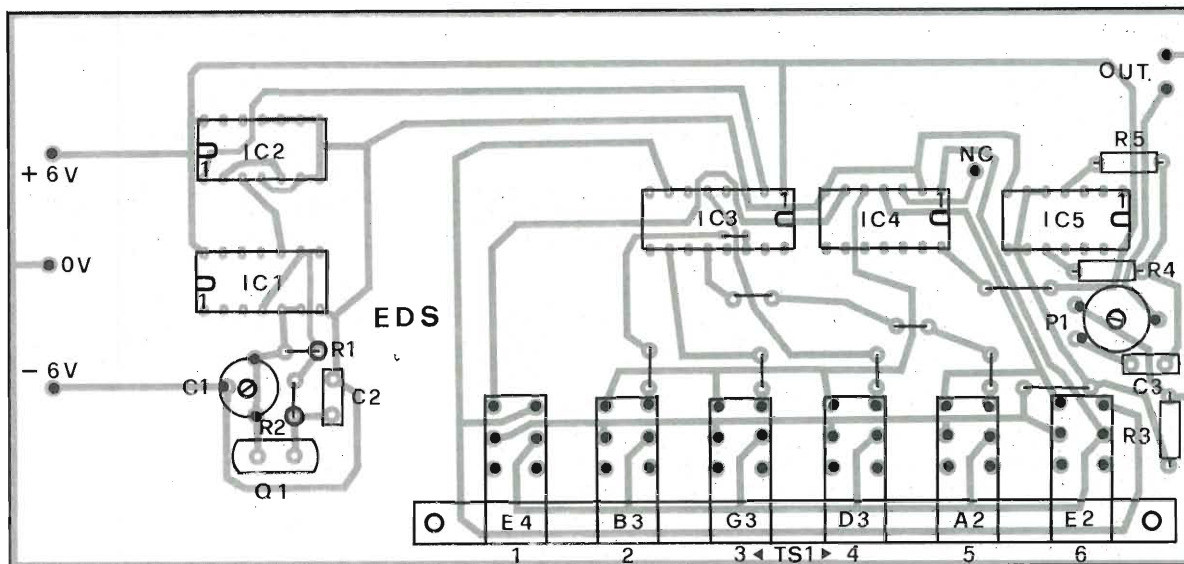 OUT.
R5
+6V
1 IC2
NC
IC3 1
IC4 1
IC5 1
0V
1 IC1
R4
EDS
P1
R1
-6V
C1
C2
C3
R2
R3
Q1
E4 B3 G3 D3 A2 E2
1 2 3 ◄ TS1 ► 4 5 6